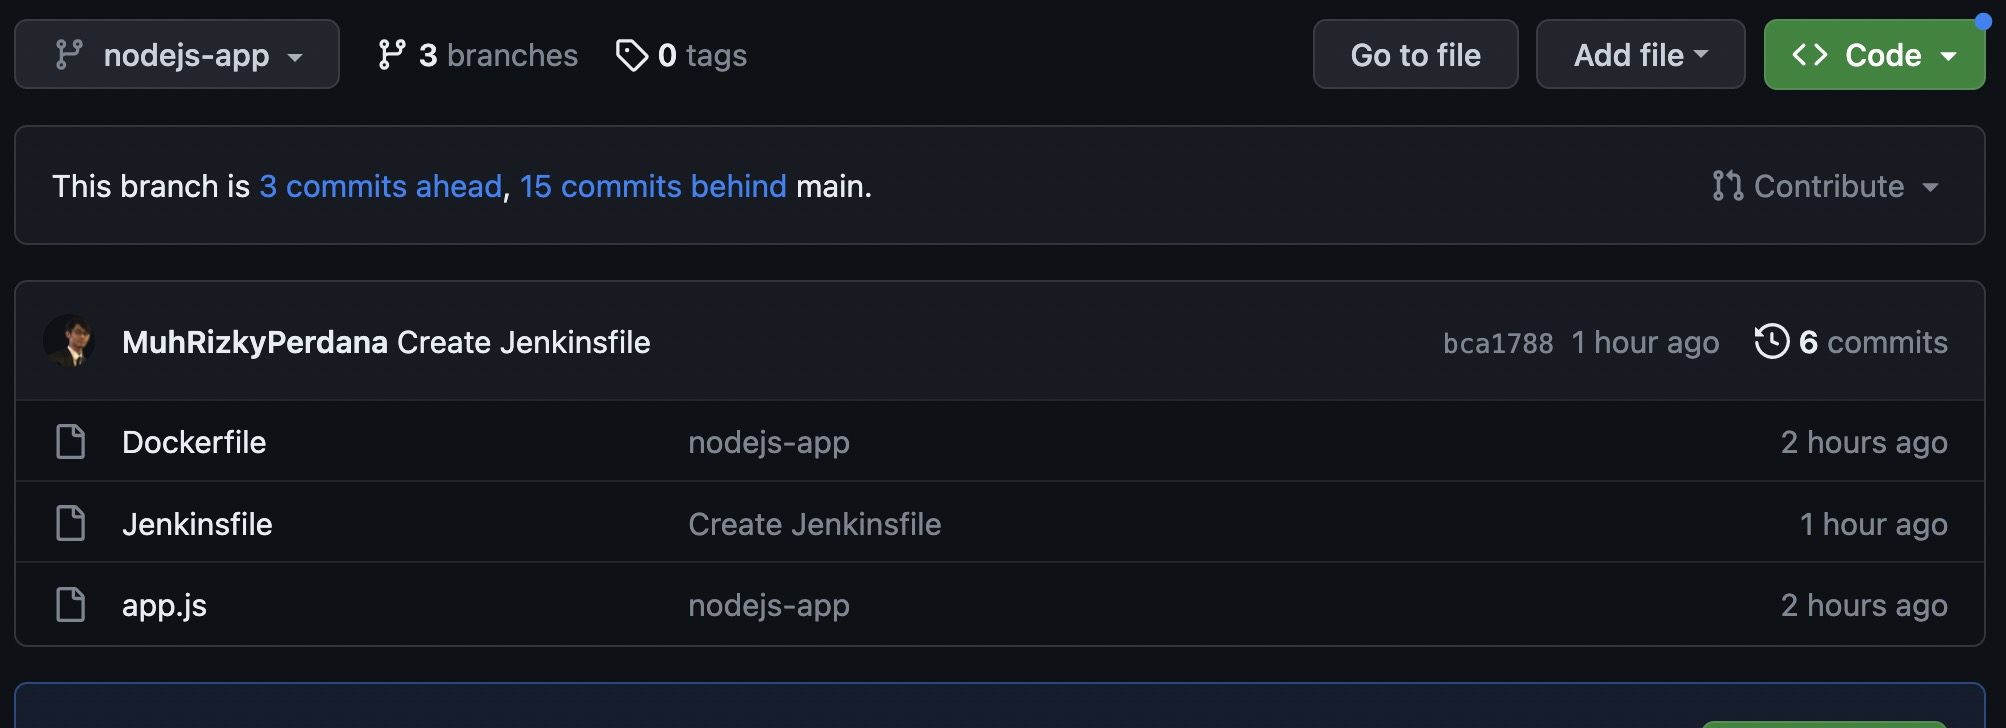 nodejs-app 3 branches 0 tags Go to file Add file <> Code
This branch is 3 commits ahead, 15 commits behind main. Contribute
MuhRizkyPerdana Create Jenkinsfile bca1788 1 hour ago 6 commits
Dockerfile nodejs-app 2 hours ago
Jenkinsfile Create Jenkinsfile 1 hour ago
app.js nodejs-app 2 hours ago